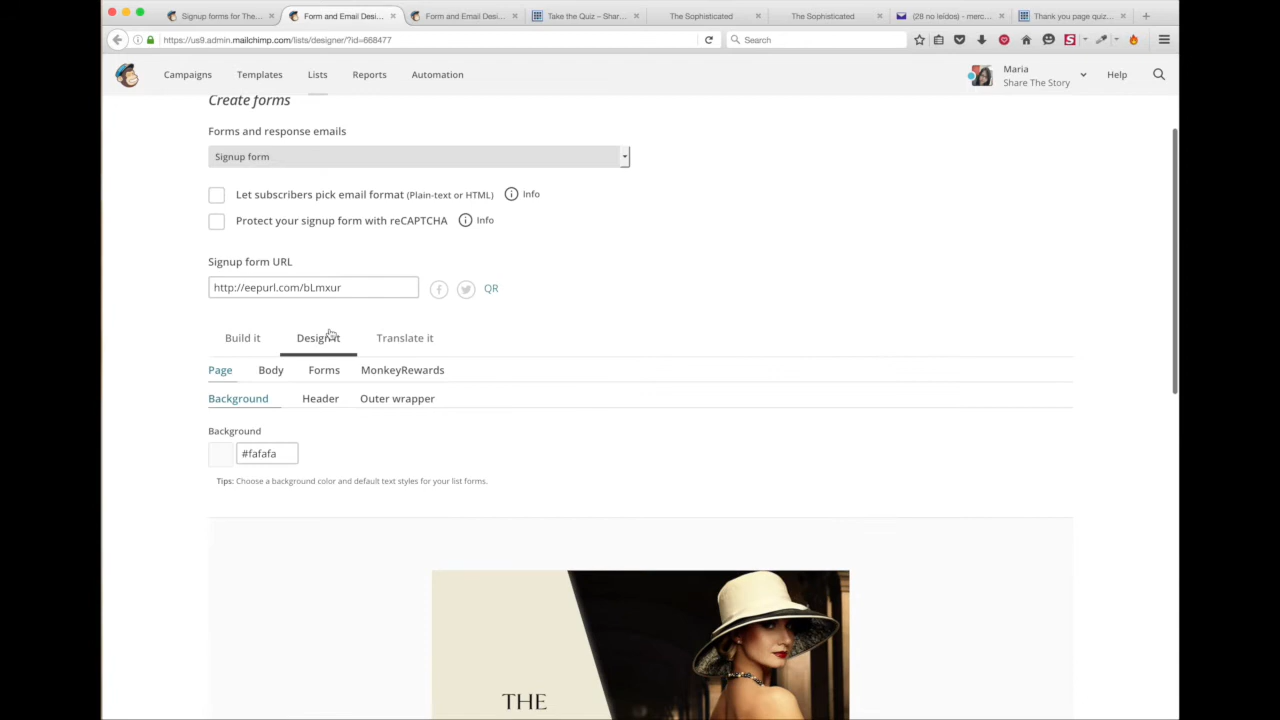 Signup forms for The...
Form and Email Desi...
Form and Email Desi...
Take the Quiz – Shar...
The Sophisticated
The Sophisticated
(28 no leídos) - merc...
Thank you page quiz...
https://us9.admin.mailchimp.com/lists/designer/?id=668477
Search
Campaigns
Templates
Lists
Reports
Automation
Maria
Share The Story
Help
Create forms
Forms and response emails
Signup form
Let subscribers pick email format (Plain-text or HTML) Info
Protect your signup form with reCAPTCHA Info
Signup form URL
http://eepurl.com/bLmxur
QR
Build it
Design it
Translate it
Page
Body
Forms
MonkeyRewards
Background
Header
Outer wrapper
Background
#fafafa
Tips: Choose a background color and default text styles for your list forms.
THE